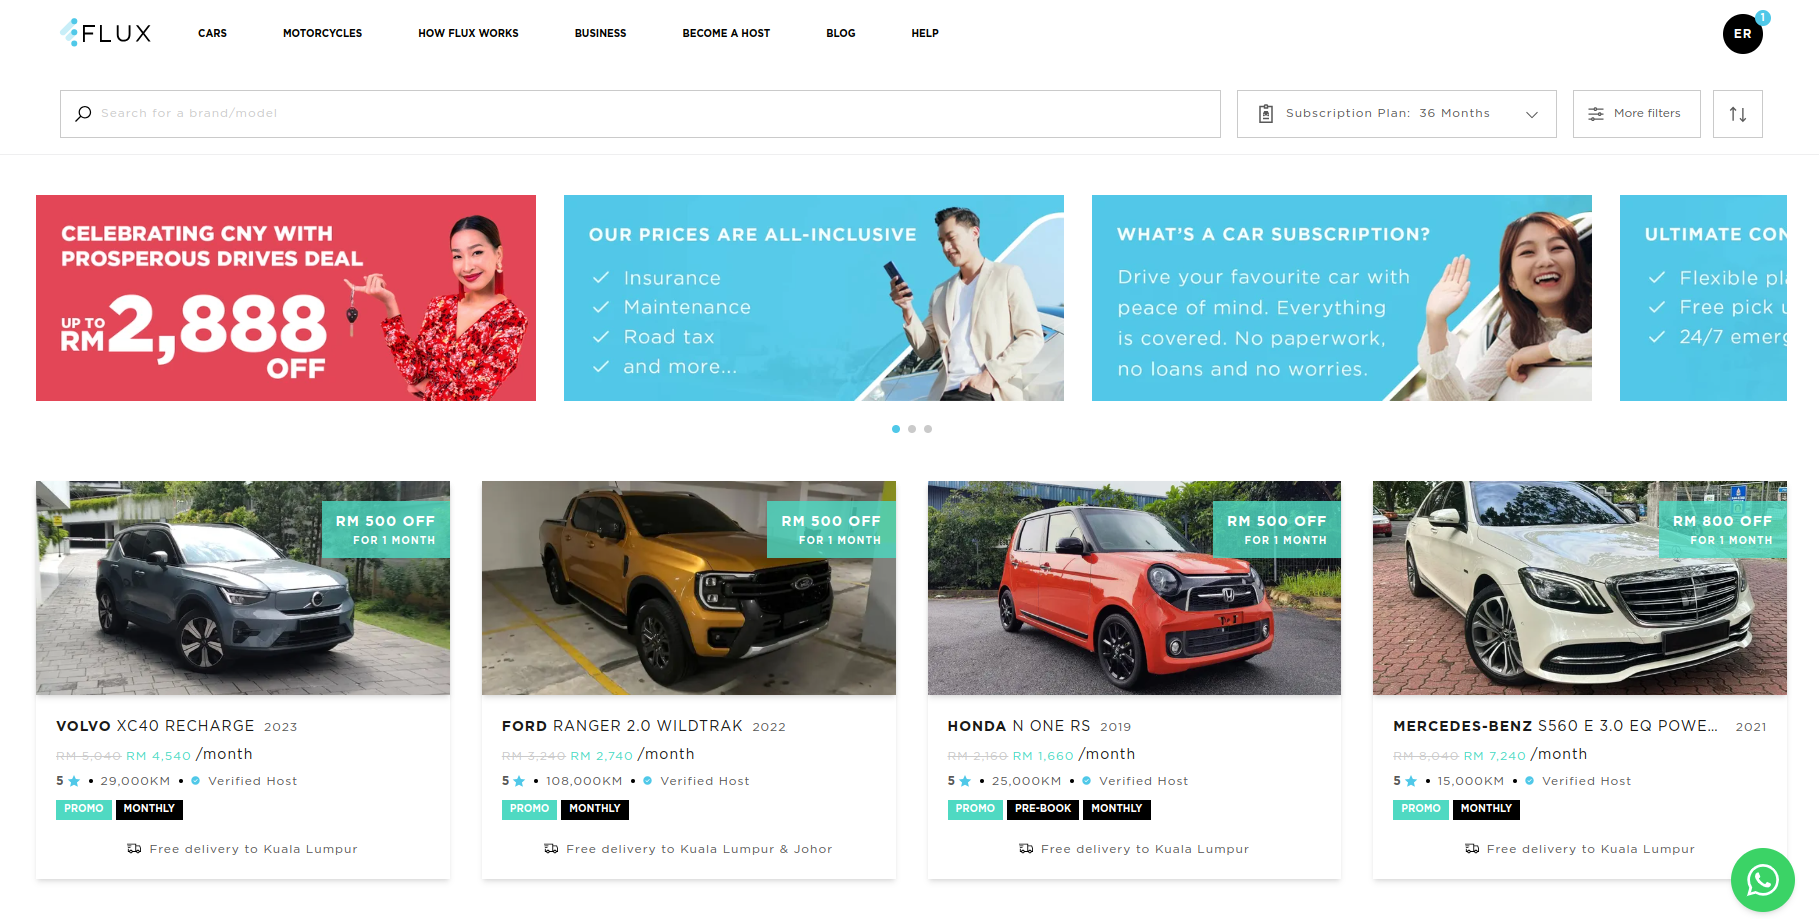 FLUX
CARS
MOTORCYCLES
HOW FLUX WORKS
BUSINESS
BECOME A HOST
BLOG
HELP
ER
1
Search for a brand/model
Subscription Plan: 36 Months
More filters
CELEBRATING CNY WITH
PROSPEROUS DRIVES DEAL
UP TO
RM2,888
OFF
OUR PRICES ARE ALL-INCLUSIVE
Insurance
Maintenance
Road tax
and more...
WHAT'S A CAR SUBSCRIPTION?
Drive your favourite car with
peace of mind. Everything
is covered. No paperwork,
no loans and no worries.
ULTIMATE CON
Flexible pl
Free pick u
24/7 emerg
RM 500 OFF
FOR 1 MONTH
VOLVO XC40 RECHARGE 2023
RM 5,040 RM 4,540 /month
5 ★ • 29,000KM • Verified Host
PROMO MONTHLY
Free delivery to Kuala Lumpur
RM 500 OFF
FOR 1 MONTH
FORD RANGER 2.0 WILDTRAK 2022
RM 3,240 RM 2,740 /month
5 ★ • 108,000KM • Verified Host
PROMO MONTHLY
Free delivery to Kuala Lumpur & Johor
RM 500 OFF
FOR 1 MONTH
HONDA N ONE RS 2019
RM 2,160 RM 1,660 /month
5 ★ • 25,000KM • Verified Host
PROMO PRE-BOOK MONTHLY
Free delivery to Kuala Lumpur
RM 800 OFF
FOR 1 MONTH
MERCEDES-BENZ S560 E 3.0 EQ POWE... 2021
RM 8,040 RM 7,240 /month
5 ★ • 15,000KM • Verified Host
PROMO MONTHLY
Free delivery to Kuala Lumpur